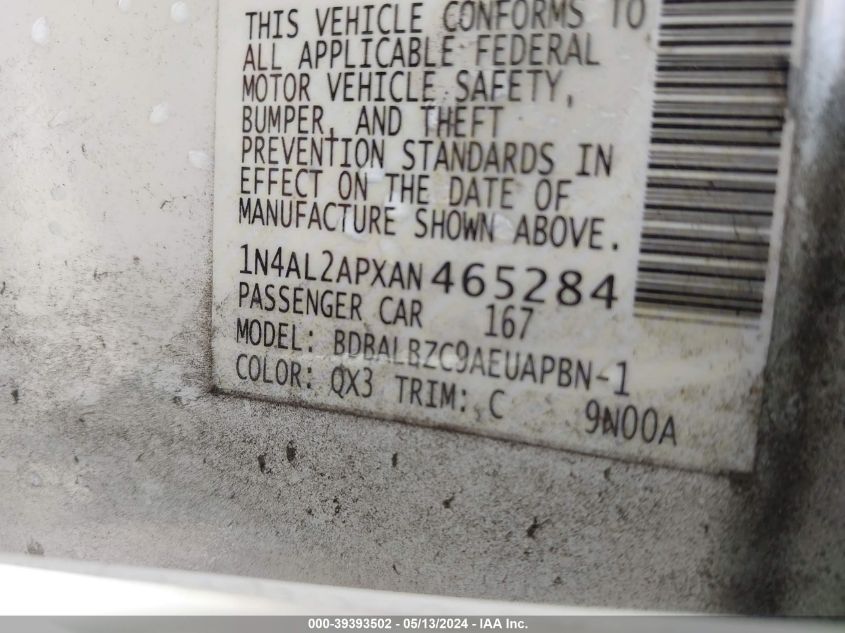 THIS VEHICLE CONFORMS TO
ALL APPLICABLE FEDERAL
MOTOR VEHICLE SAFETY,
BUMPER, AND THEFT
PREVENTION STANDARDS IN
EFFECT ON THE DATE OF
MANUFACTURE SHOWN ABOVE.
1N4AL2APXAN465284
PASSENGER CAR 167
MODEL: BDBALBZC9AEUAPBN-1
COLOR: QX3 TRIM: C 9N00A
000-39393502 - 05/13/2024 - IAA Inc.